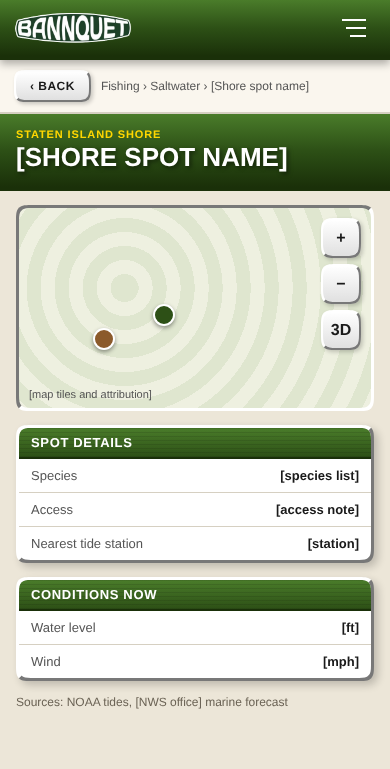 BANNQUET
‹ BACK
Fishing › Saltwater › [Shore spot name]
STATEN ISLAND SHORE
[SHORE SPOT NAME]
+
−
3D
[map tiles and attribution]
SPOT DETAILS
Species [species list]
Access [access note]
Nearest tide station [station]
CONDITIONS NOW
Water level [ft]
Wind [mph]
Sources: NOAA tides, [NWS office] marine forecast